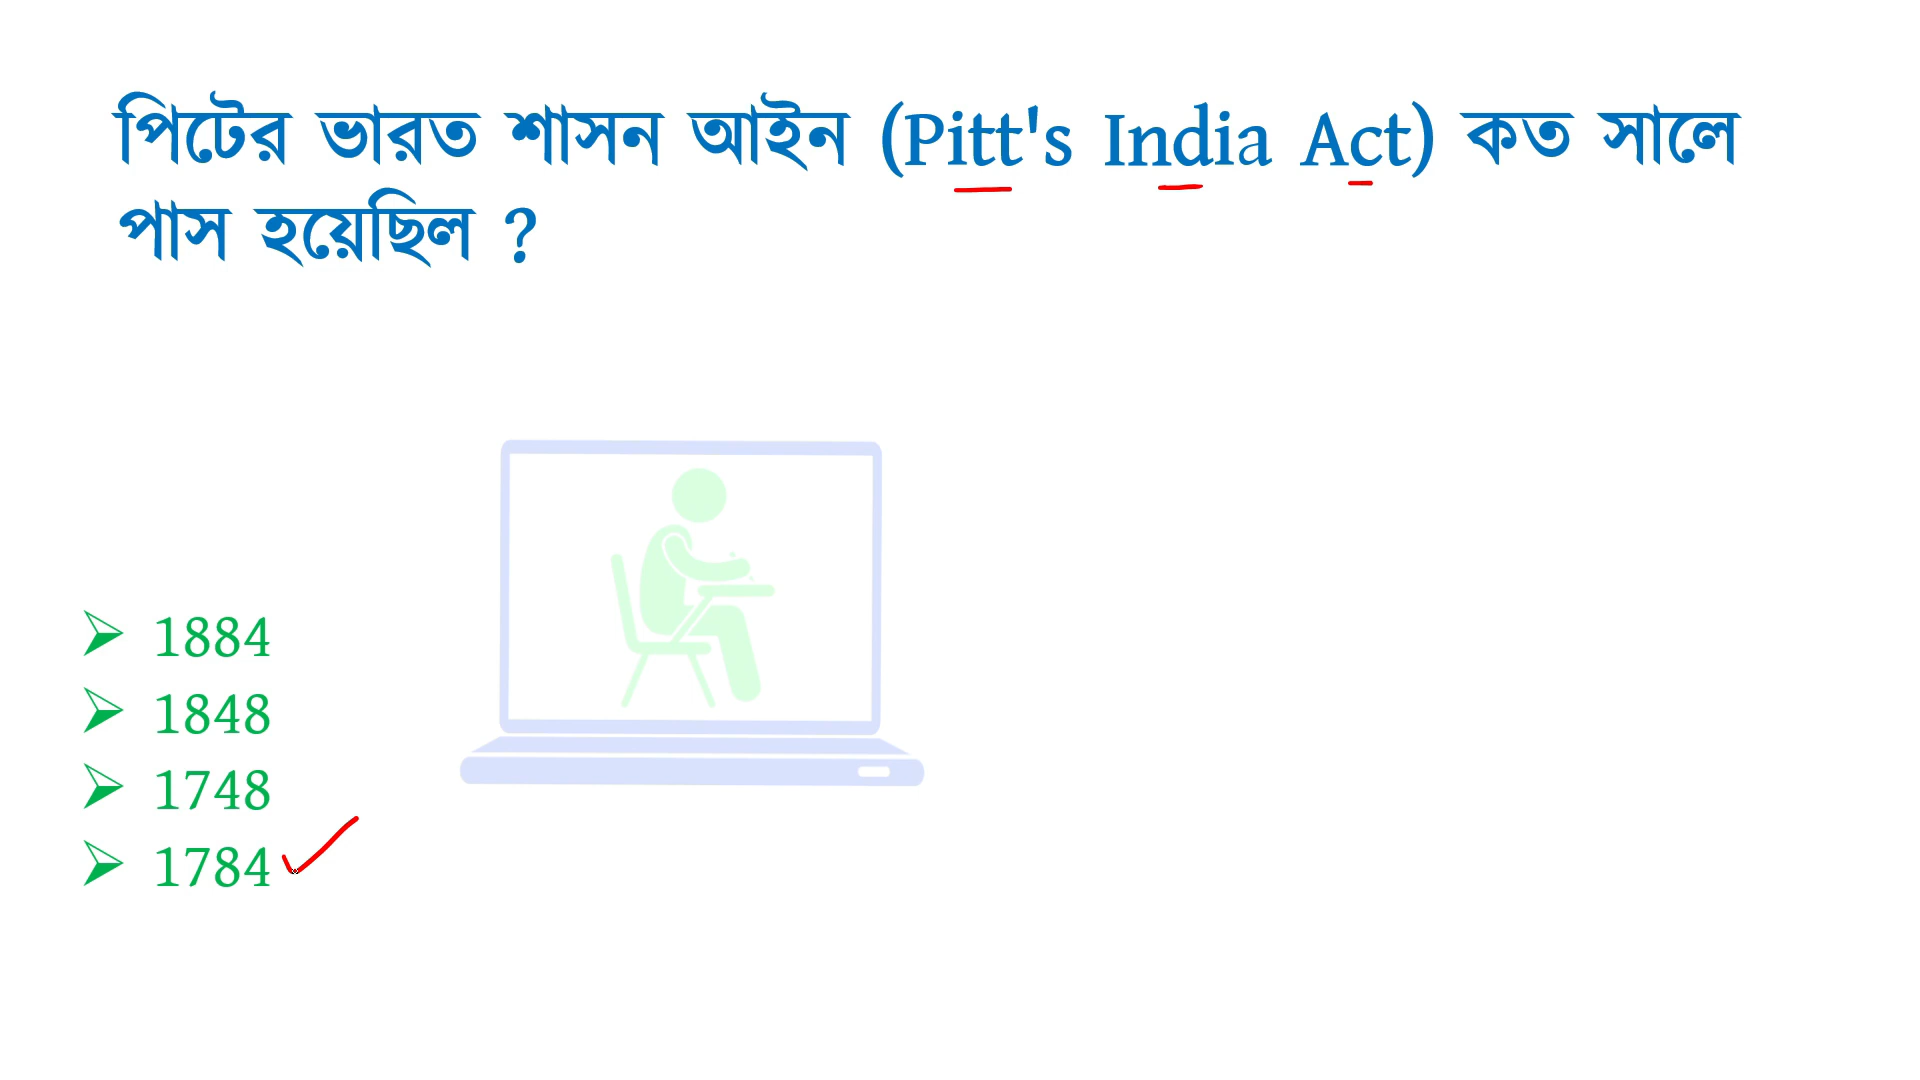 পিটের ভারত শাসন আইন (Pitt's India Act) কত সালে
পাস হয়েছিল ?
1884
1848
1748
1784